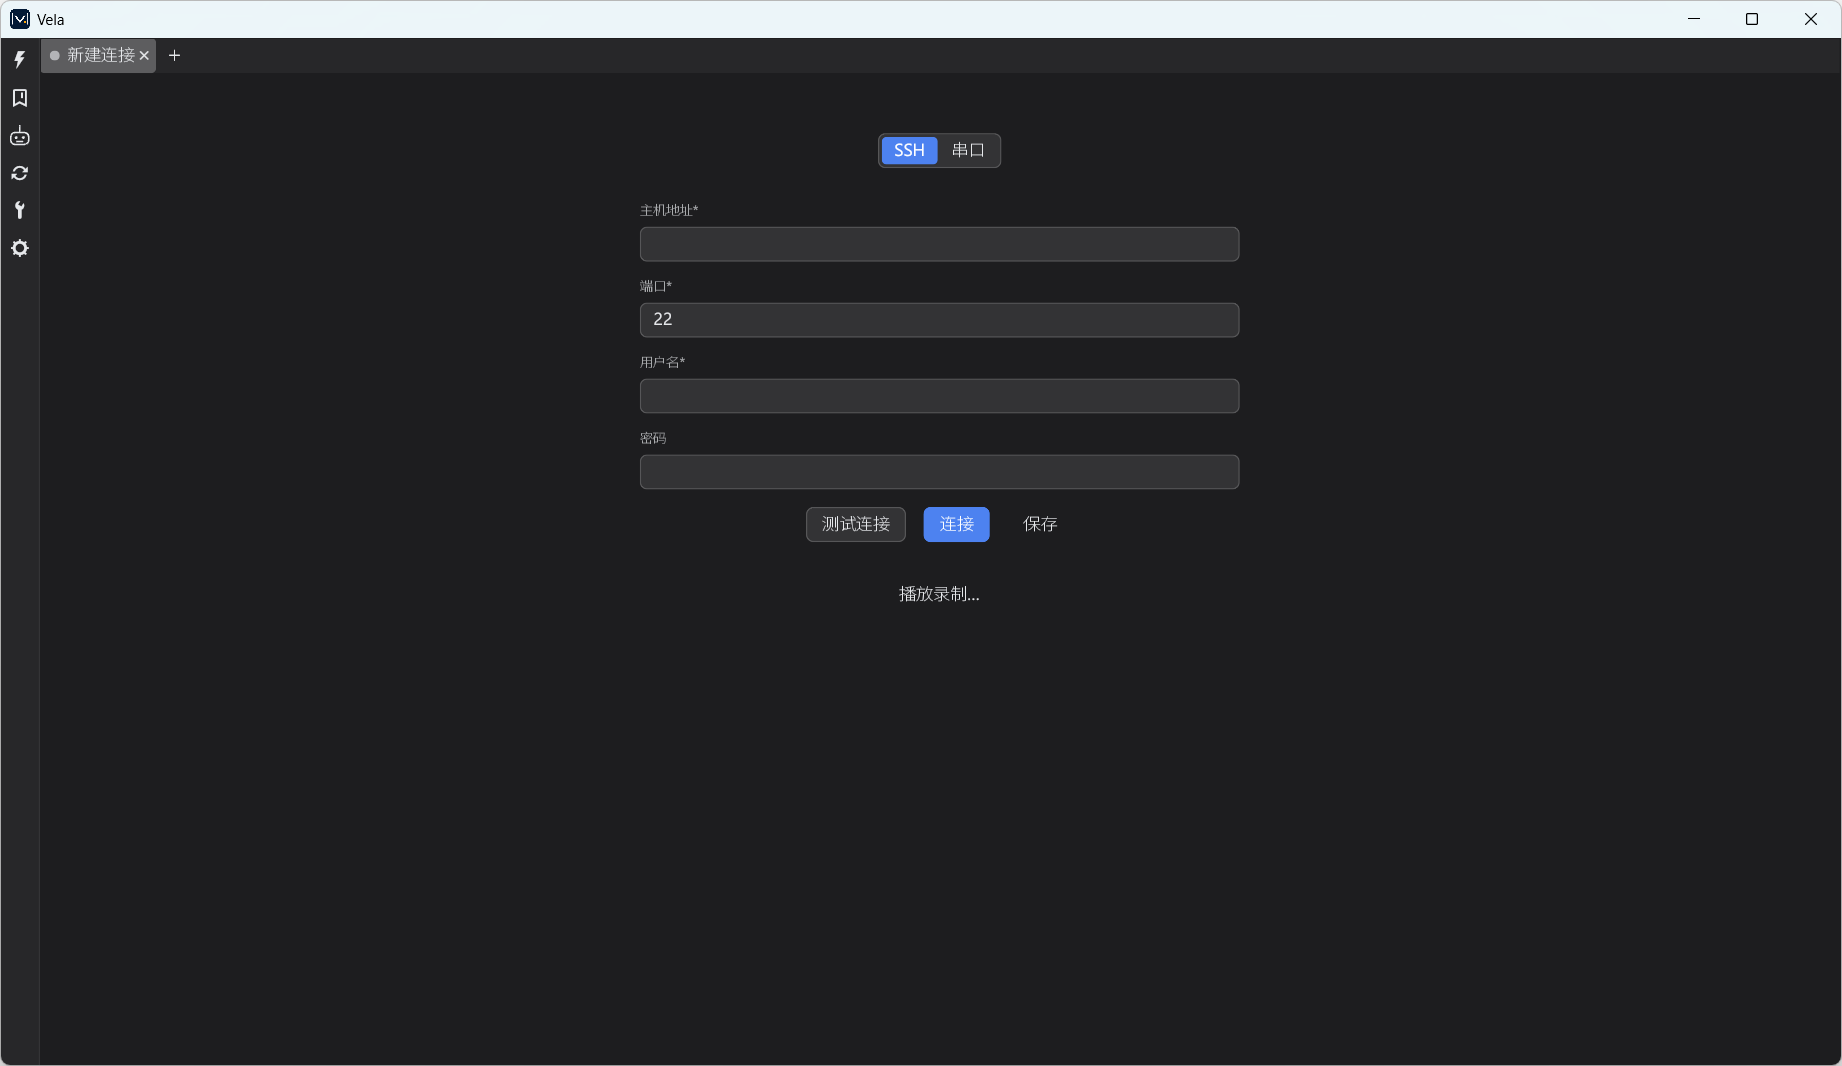 Vela
新建连接
SSH 串口
主机地址*
端口*
22
用户名*
密码
测试连接 连接 保存
播放录制...